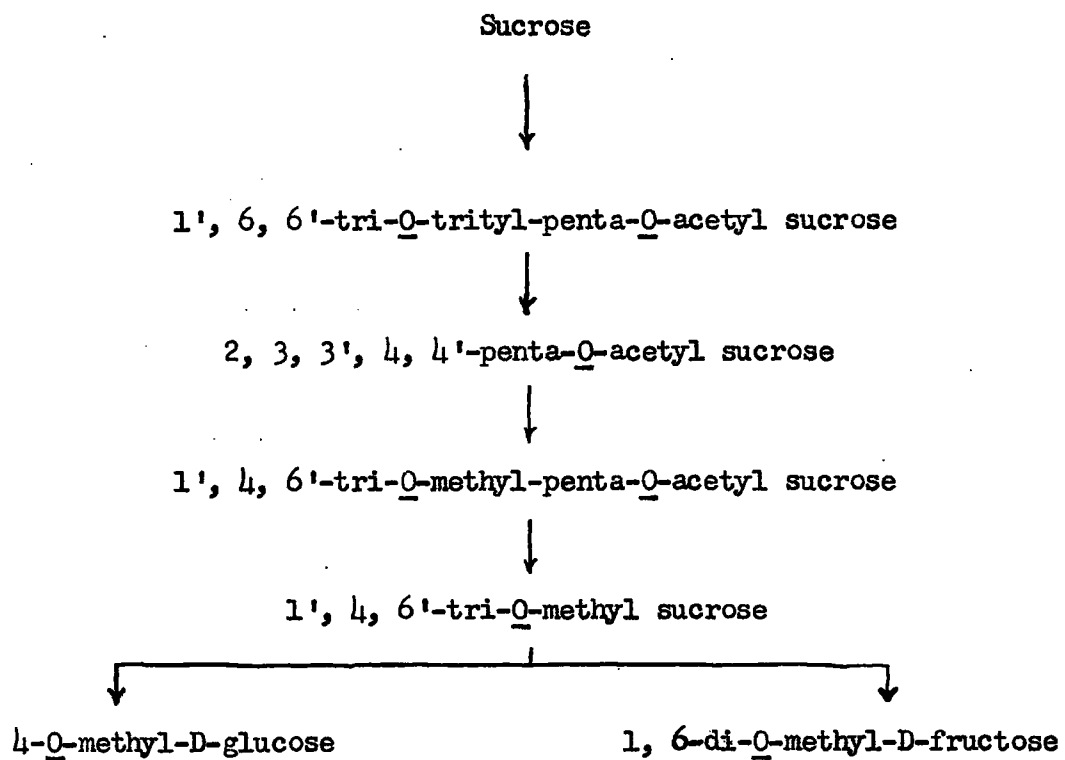 Sucrose
1', 6, 6'-tri-O-trityl-penta-O-acetyl sucrose
2, 3, 3', 4, 4'-penta-O-acetyl sucrose
1', 4, 6'-tri-O-methyl-penta-O-acetyl sucrose
1', 4, 6'-tri-O-methyl sucrose
4-O-methyl-D-glucose 1, 6-di-O-methyl-D-fructose